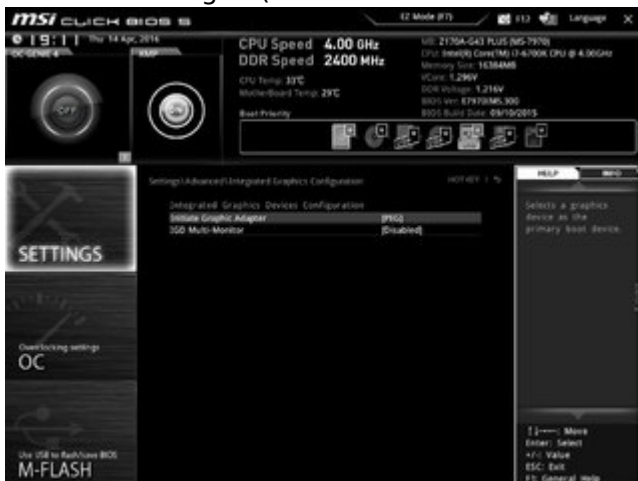 msi CLICK BIOS 5
EZ Mode (F7)
F12
Language
X
19:11 Thu 14 Apr, 2016
OC GENIE 4
XMP
OFF
1
CPU Speed 4.00 GHz
DDR Speed 2400 MHz
CPU Temp: 33°C
MotherBoard Temp: 29°C
MB: Z170A-G43 PLUS (MS-7970)
CPU: Intel(R) Core(TM) i7-6700K CPU @ 4.00GHz
Memory Size: 16384MB
VCore: 1.296V
DDR Voltage: 1.216V
BIOS Ver: E7970IMS.300
BIOS Build Date: 09/10/2015
Boot Priority
Settings\Advanced\Integrated Graphics Configuration
HOT KEY
Integrated Graphics Devices Configuration
Initiate Graphic Adapter [PEG]
IGD Multi-Monitor [Disabled]
SETTINGS
Overclocking settings
OC
Use USB to flash/save BIOS
M-FLASH
HELP
INFO
Selects a graphics
device as the
primary boot device.
Move
Enter: Select
+/-: Value
ESC: Exit
F1: General Help